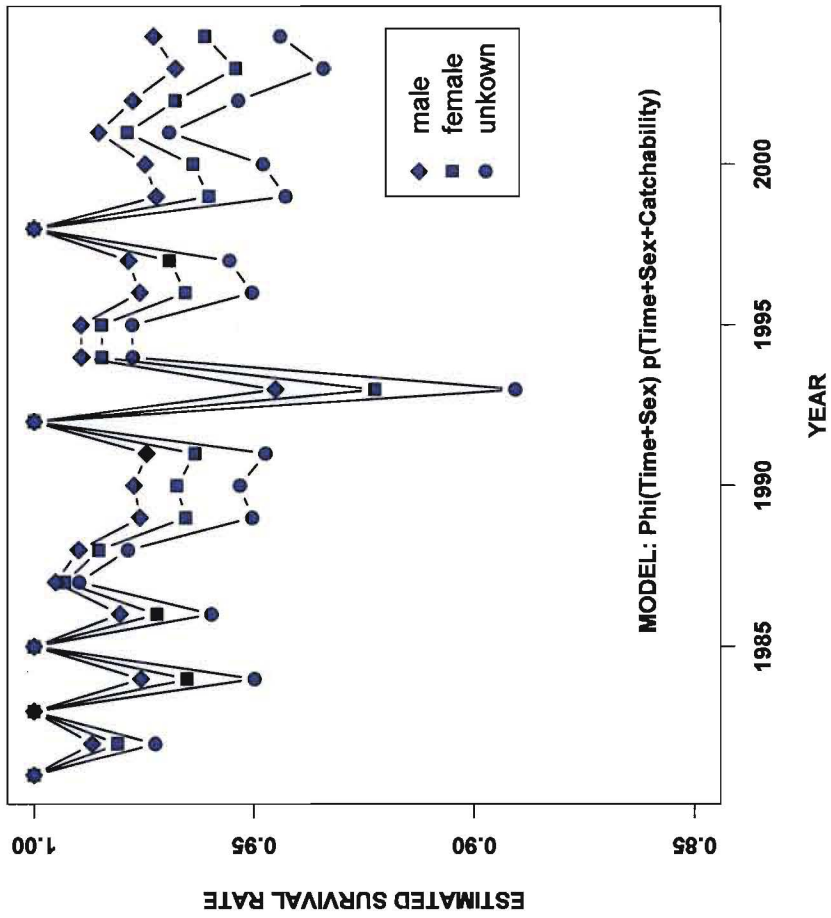 ESTIMATED SURVIVAL RATE
1.00
0.95
0.90
0.85
male
female
unkown
MODEL: Phi(Time+Sex) p(Time+Sex+Catchability)
1985
1990
1995
2000
YEAR